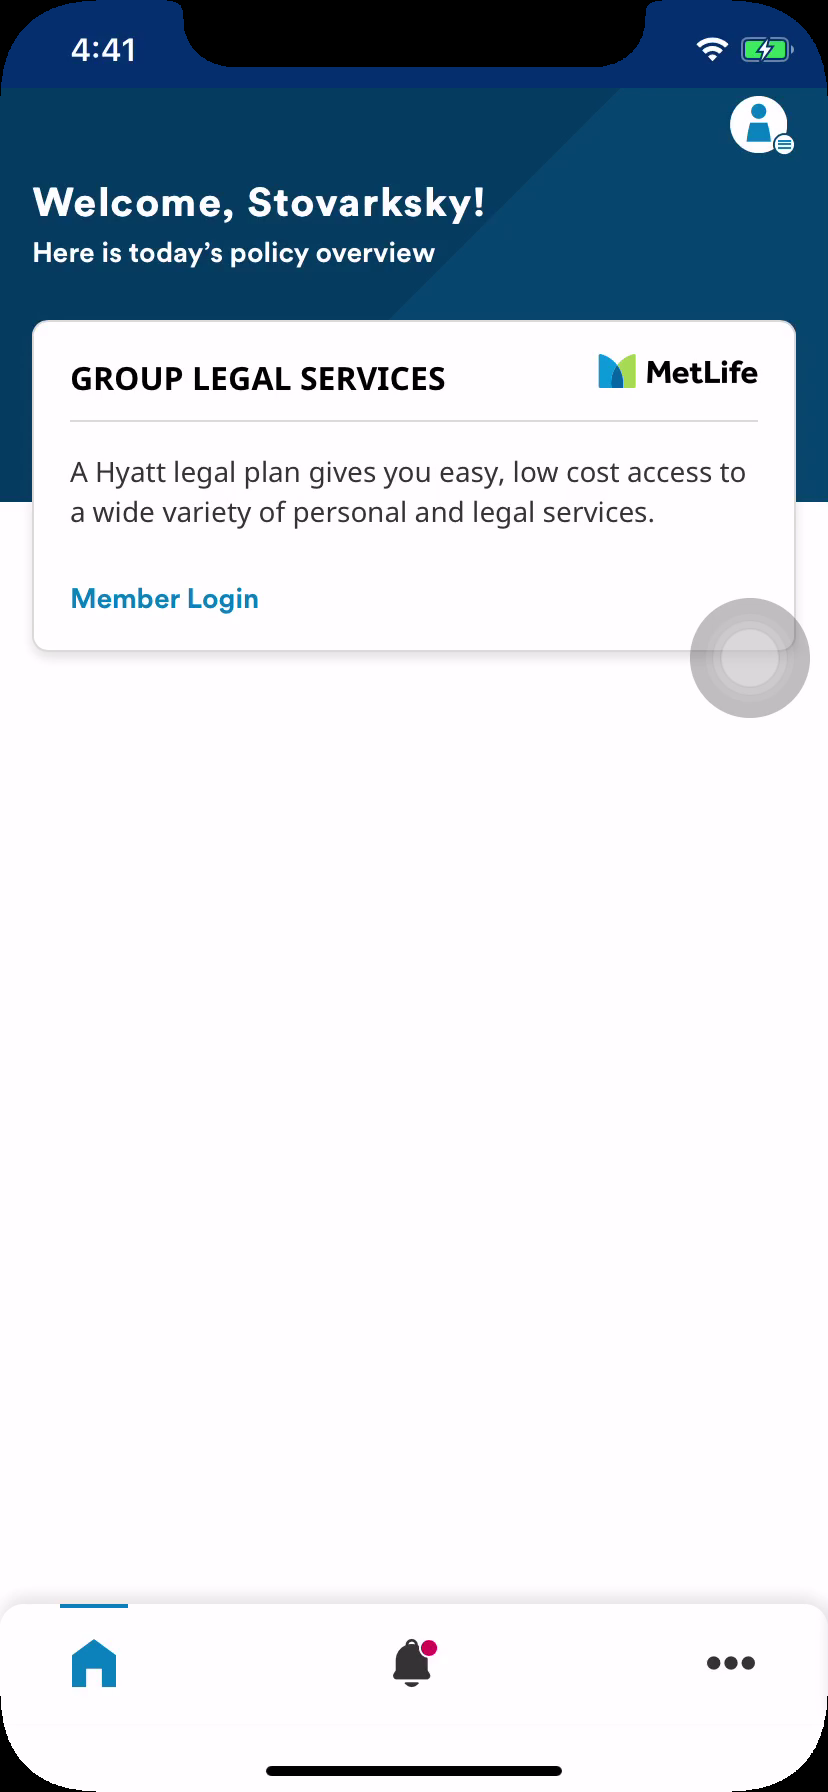 4:41
Welcome, Stovarksky!
Here is today’s policy overview
GROUP LEGAL SERVICES
MetLife
A Hyatt legal plan gives you easy, low cost access to
a wide variety of personal and legal services.
Member Login